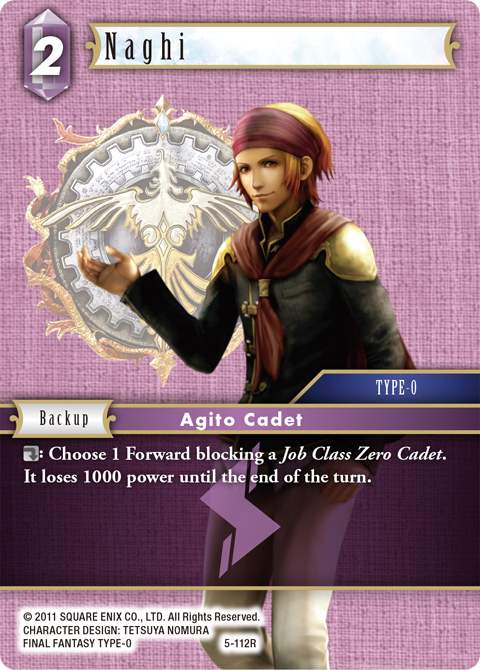 2
Naghi
TYPE-0
Backup
Agito Cadet
: Choose 1 Forward blocking a Job Class Zero Cadet.
It loses 1000 power until the end of the turn.
© 2011 SQUARE ENIX CO., LTD. All Rights Reserved.
CHARACTER DESIGN: TETSUYA NOMURA
FINAL FANTASY TYPE-0
5-112R